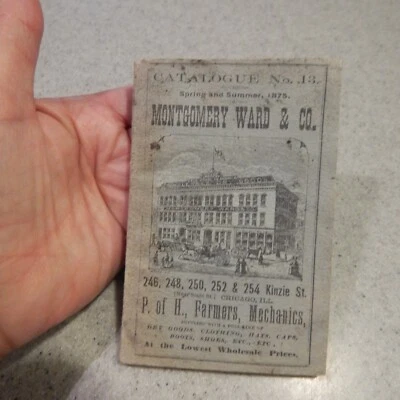 CATALOGUE No. 13.
Spring and Summer, 1875.
MONTGOMERY WARD & CO.
246, 248, 250, 252 & 254 Kinzie St.
CHICAGO, ILL.
P. of H., Farmers, Mechanics,
DRY GOODS, CLOTHING, HATS, CAPS,
BOOTS, SHOES, ETC., ETC.,
At the Lowest Wholesale Prices.